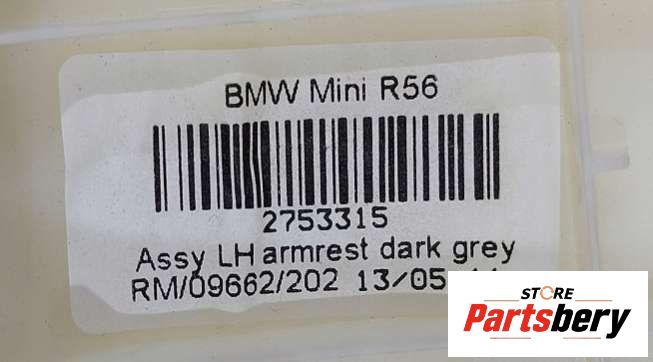 BMW Mini R56
2753315
Assy LH armrest dark grey
RM/09662/202 13/05
STORE
Partsbery